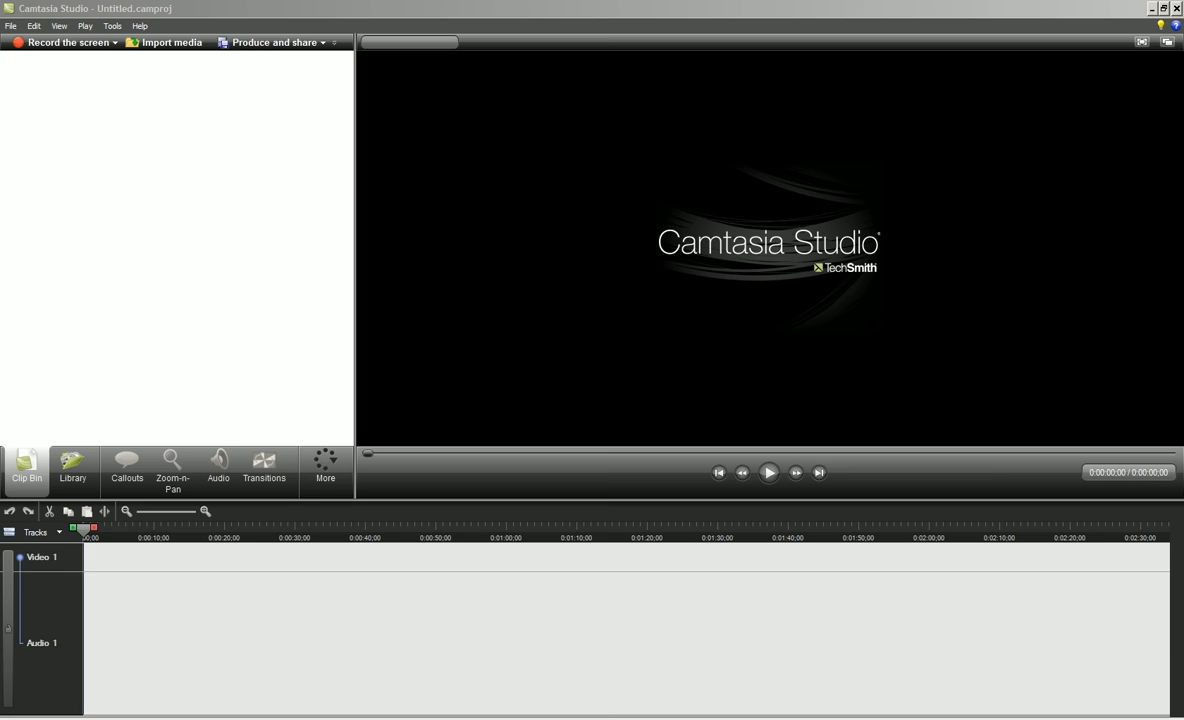 Camtasia Studio - Untitled.camproj
File Edit View Play Tools Help
Record the screen Import media Produce and share
Camtasia Studio®
TechSmith
Clip Bin Library Callouts Zoom-n-Pan Audio Transitions More
0:00:00;00 / 0:00:00;00
Tracks
00;00 0:00:10;00 0:00:20;00 0:00:30;00 0:00:40;00 0:00:50;00 0:01:00;00 0:01:10;00 0:01:20;00 0:01:30;00 0:01:40;00 0:01:50;00 0:02:00;00 0:02:10;00 0:02:20;00 0:02:30;00
Video 1
Audio 1